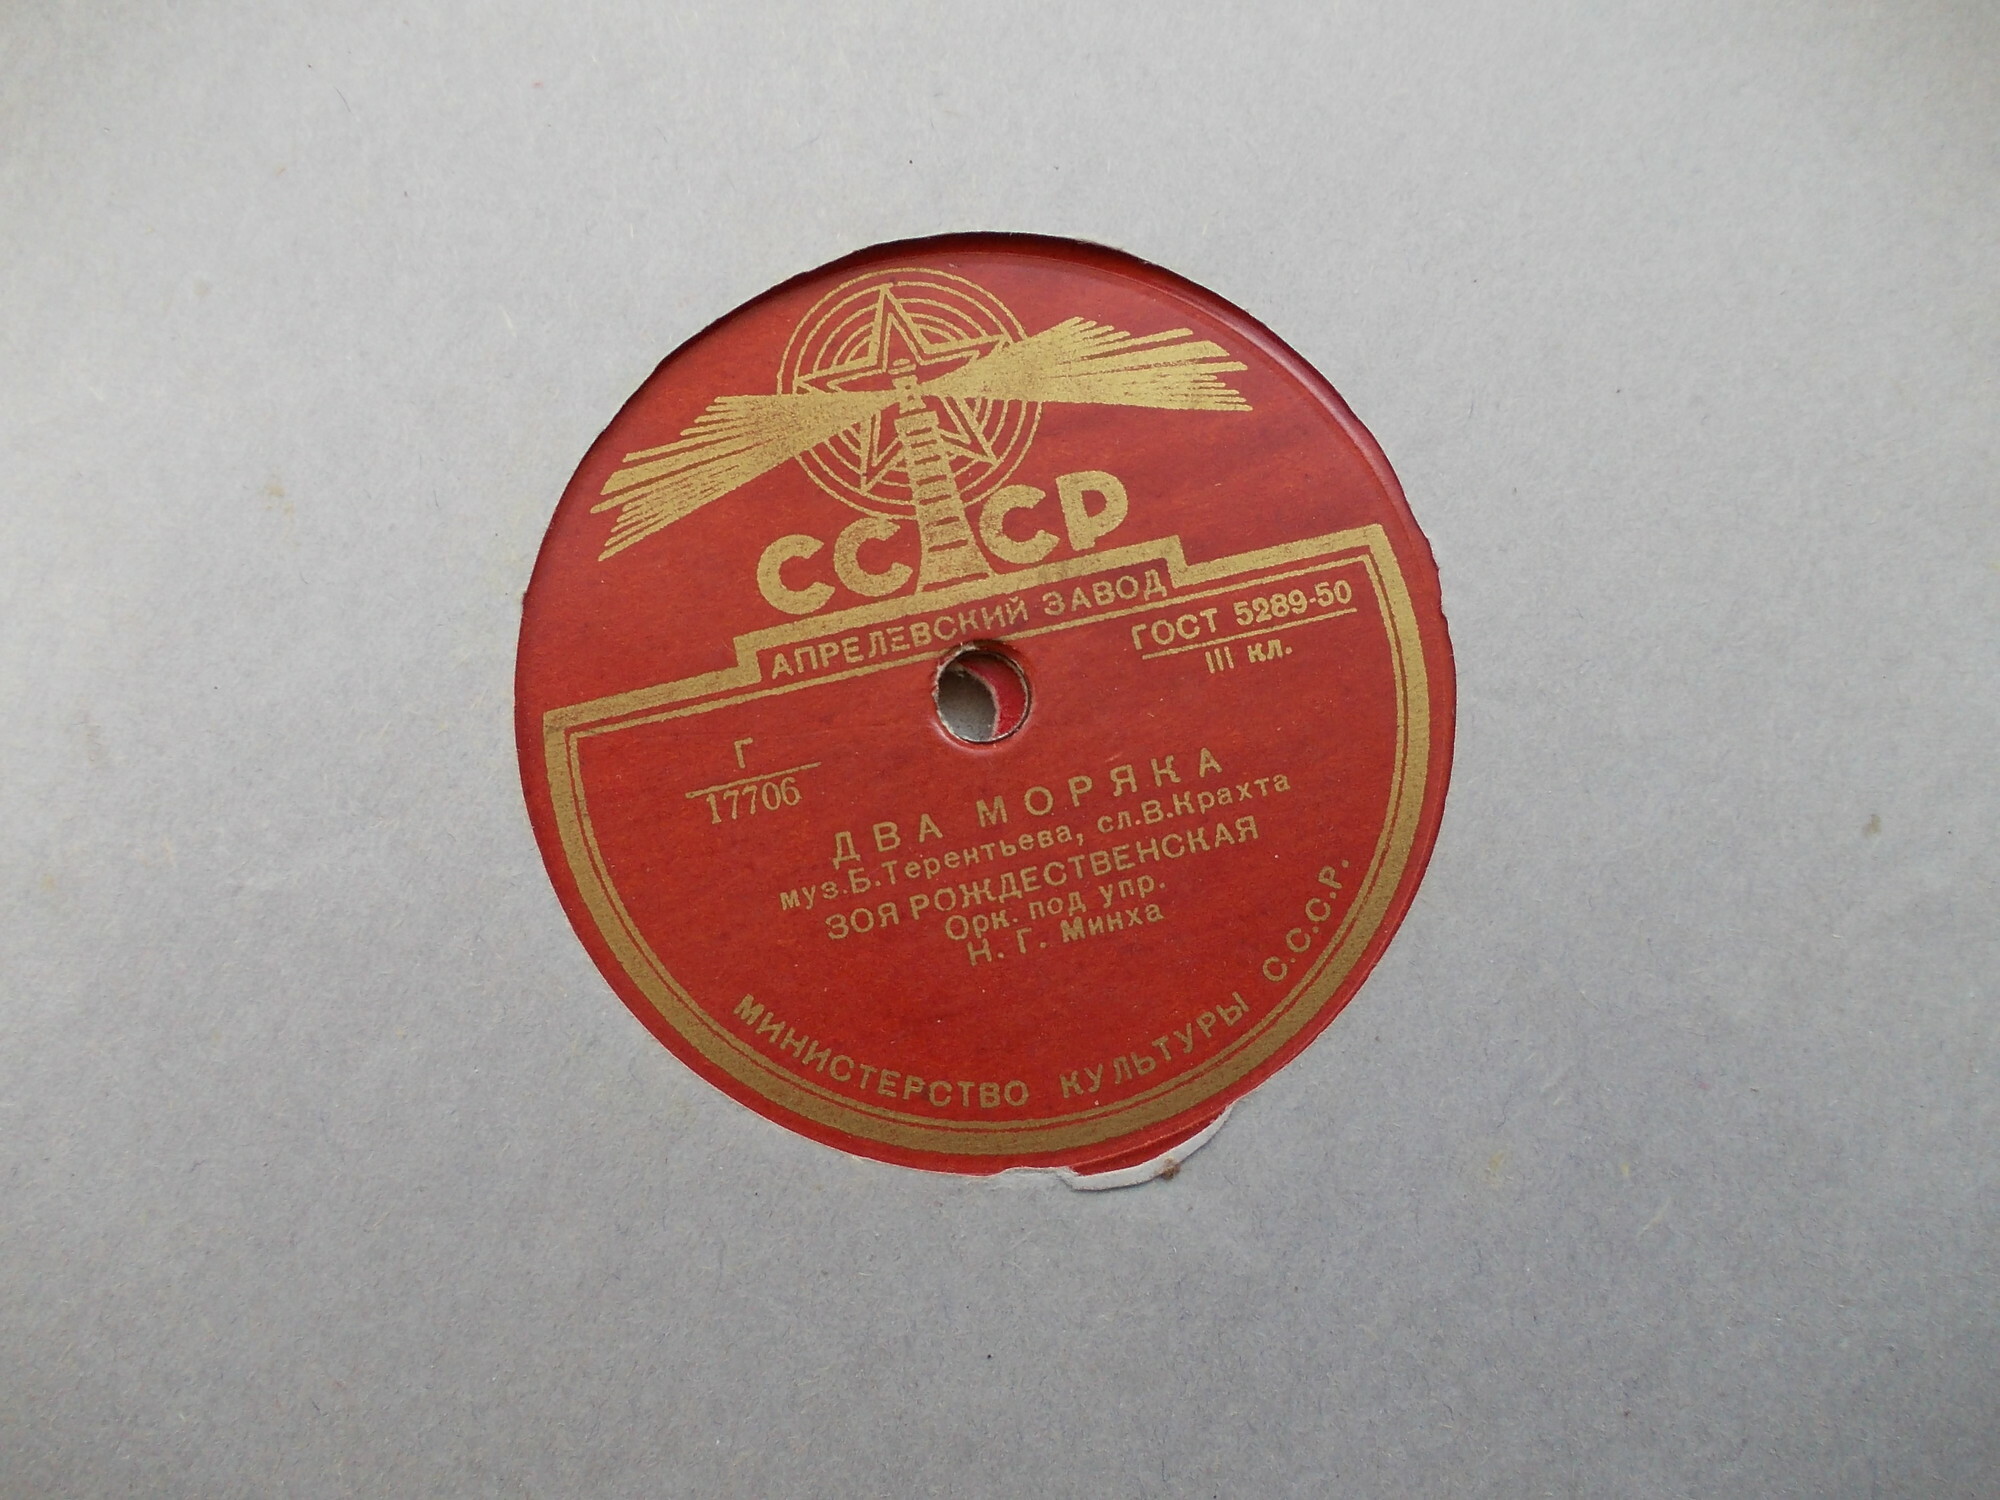 СССР
АПРЕЛЕВСКИЙ ЗАВОД
ГОСТ 5289-50
III кл.
Г
17706
ДВА МОРЯКА
муз.Б.Терентьева, сл.В.Крахта
ЗОЯ РОЖДЕСТВЕНСКАЯ
Орк. под упр.
Н. Г. Минха
МИНИСТЕРСТВО КУЛЬТУРЫ С.С.С.Р.